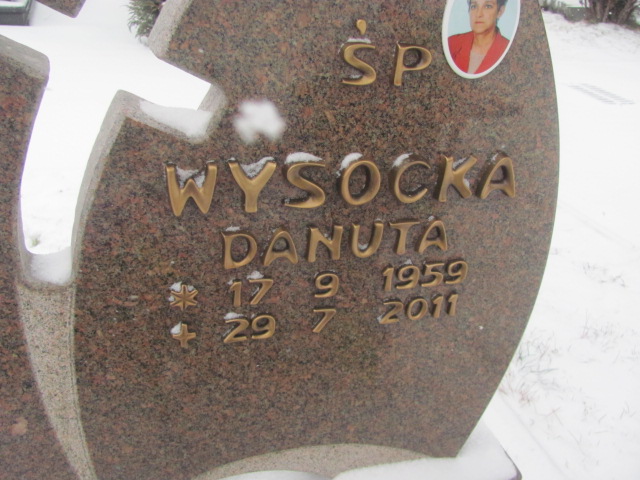 ŚP
WYSOCKA
DANUTA
* 17 9 1959
+ 29 7 2011